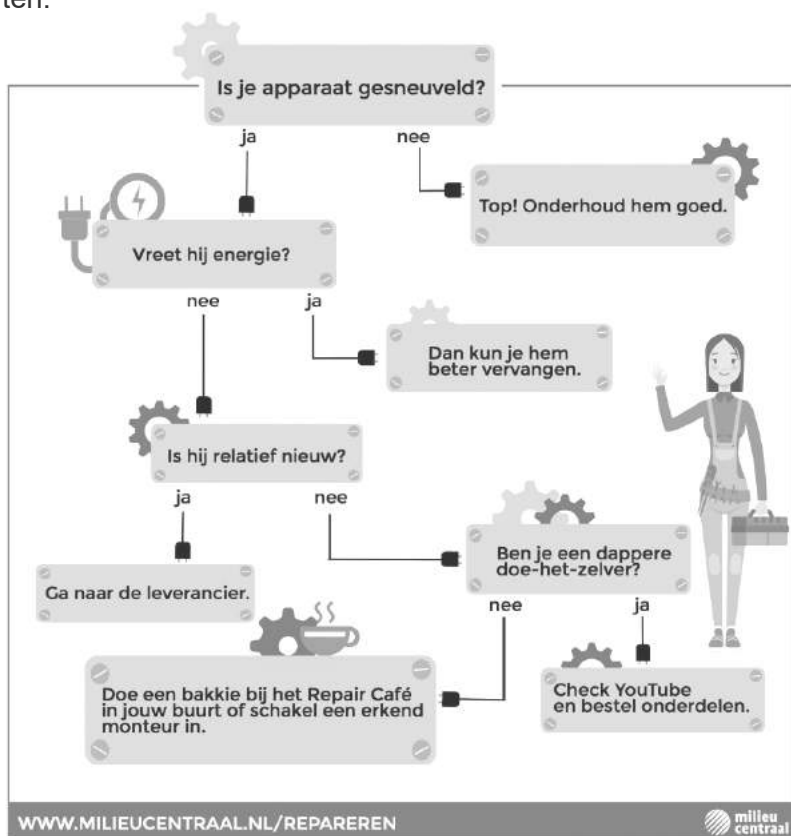 ten.
Is je apparaat gesneuveld?
ja
nee
Top! Onderhoud hem goed.
Vreet hij energie?
nee
ja
Dan kun je hem
beter vervangen.
Is hij relatief nieuw?
ja
nee
Ben je een dappere
doe-het-zelver?
Ga naar de leverancier.
nee
ja
Doe een bakkie bij het Repair Café
in jouw buurt of schakel een erkend
monteur in.
Check YouTube
en bestel onderdelen.
WWW.MILIEUCENTRAAL.NL/REPAREREN
milieu
centraal